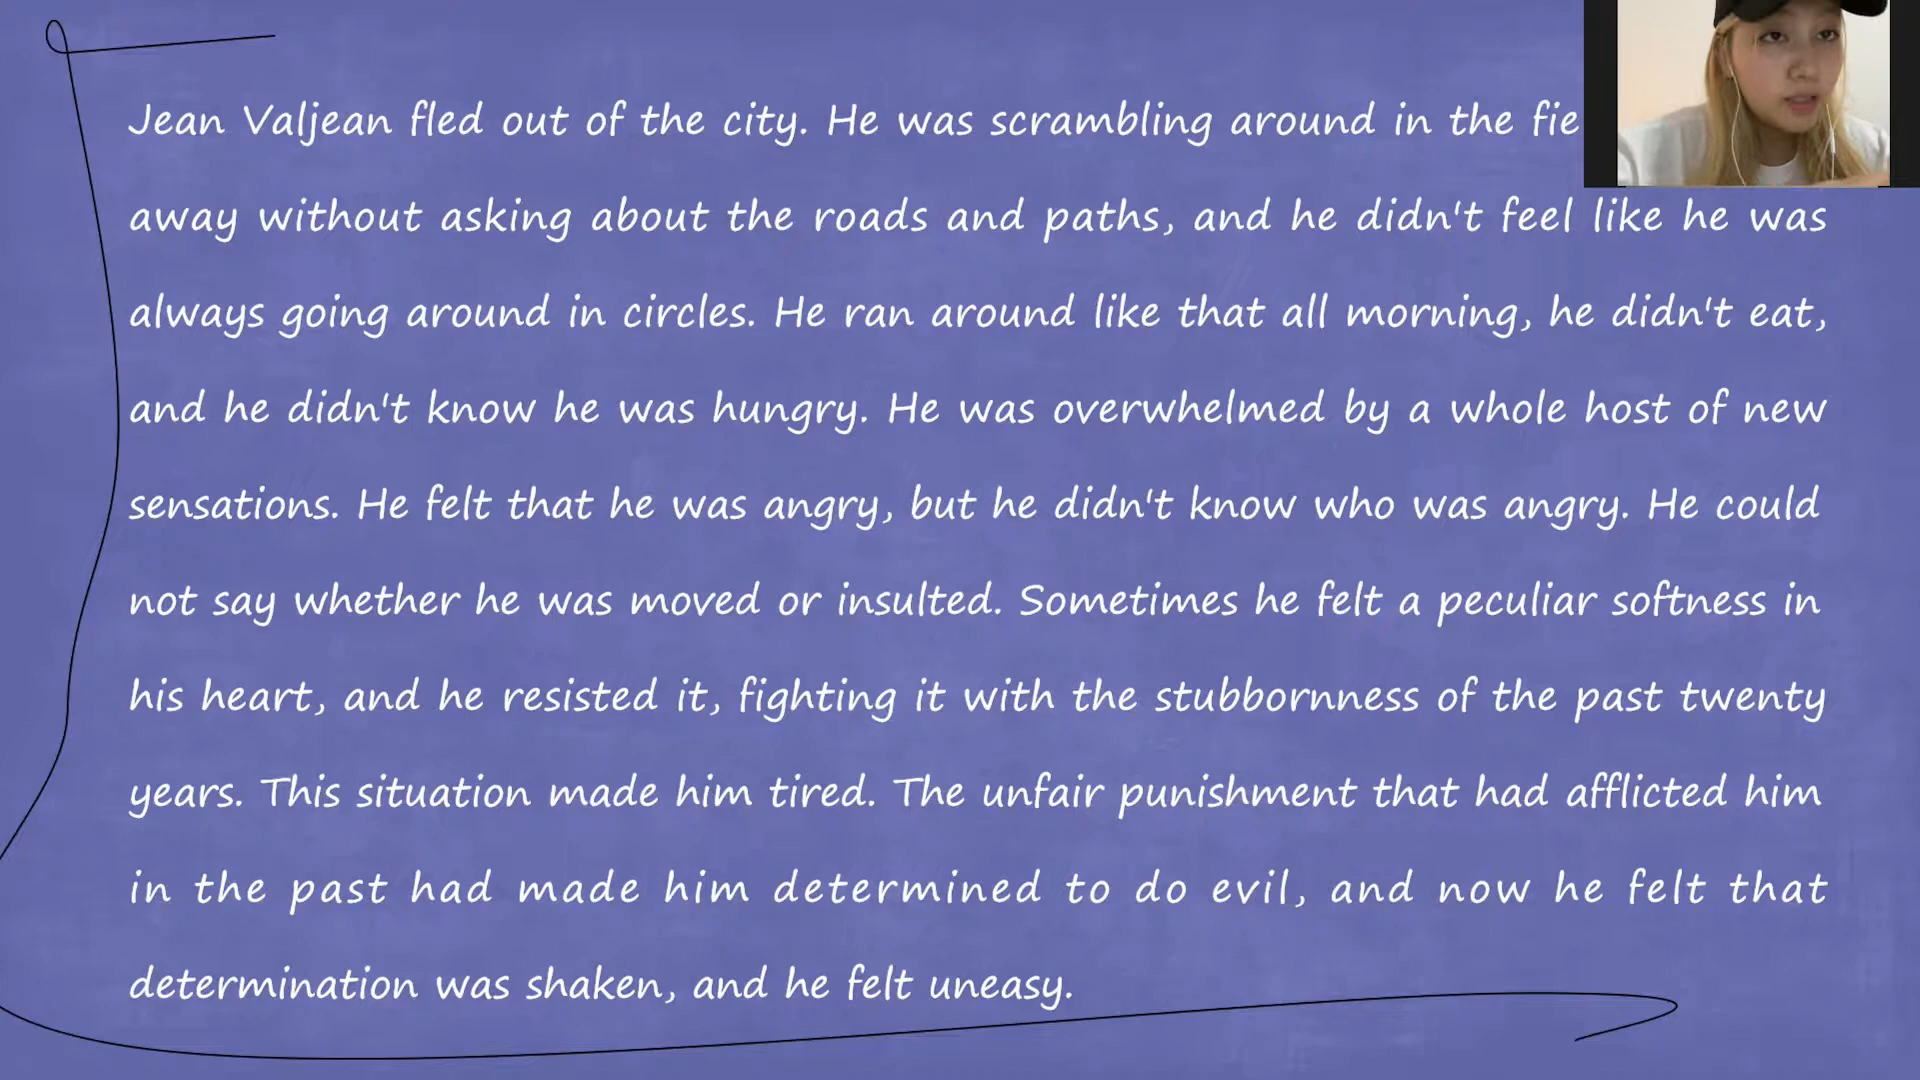 Jean Valjean fled out of the city. He was scrambling around in the
away without asking about the roads and paths, and he didn't feel like he was
always going around in circles. He ran around like that all morning, he didn't eat,
and he didn't know he was hungry. He was overwhelmed by a whole host of new
sensations. He felt that he was angry, but he didn't know who was angry. He could
not say whether he was moved or insulted. Sometimes he felt a peculiar softness in
his heart, and he resisted it, fighting it with the stubbornness of the past twenty
years. This situation made him tired. The unfair punishment that had afflicted him
in the past had made him determined to do evil, and now he felt that
determination was shaken, and he felt uneasy.